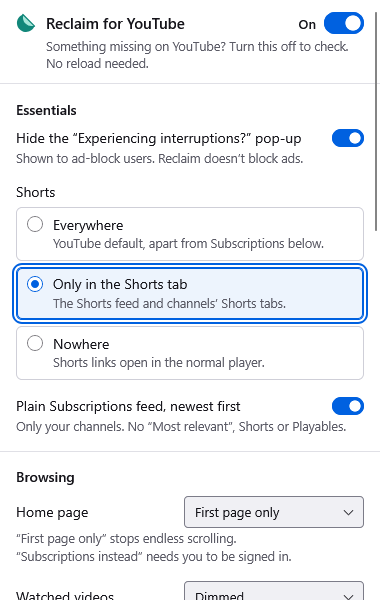 Reclaim for YouTube
On
Something missing on YouTube? Turn this off to check.
No reload needed.
Essentials
Hide the “Experiencing interruptions?” pop-up
Shown to ad-block users. Reclaim doesn’t block ads.
Shorts
Everywhere
YouTube default, apart from Subscriptions below.
Only in the Shorts tab
The Shorts feed and channels’ Shorts tabs.
Nowhere
Shorts links open in the normal player.
Plain Subscriptions feed, newest first
Only your channels. No “Most relevant”, Shorts or Playables.
Browsing
Home page
First page only
“First page only” stops endless scrolling.
“Subscriptions instead” needs you to be signed in.
Watched videos
Dimmed